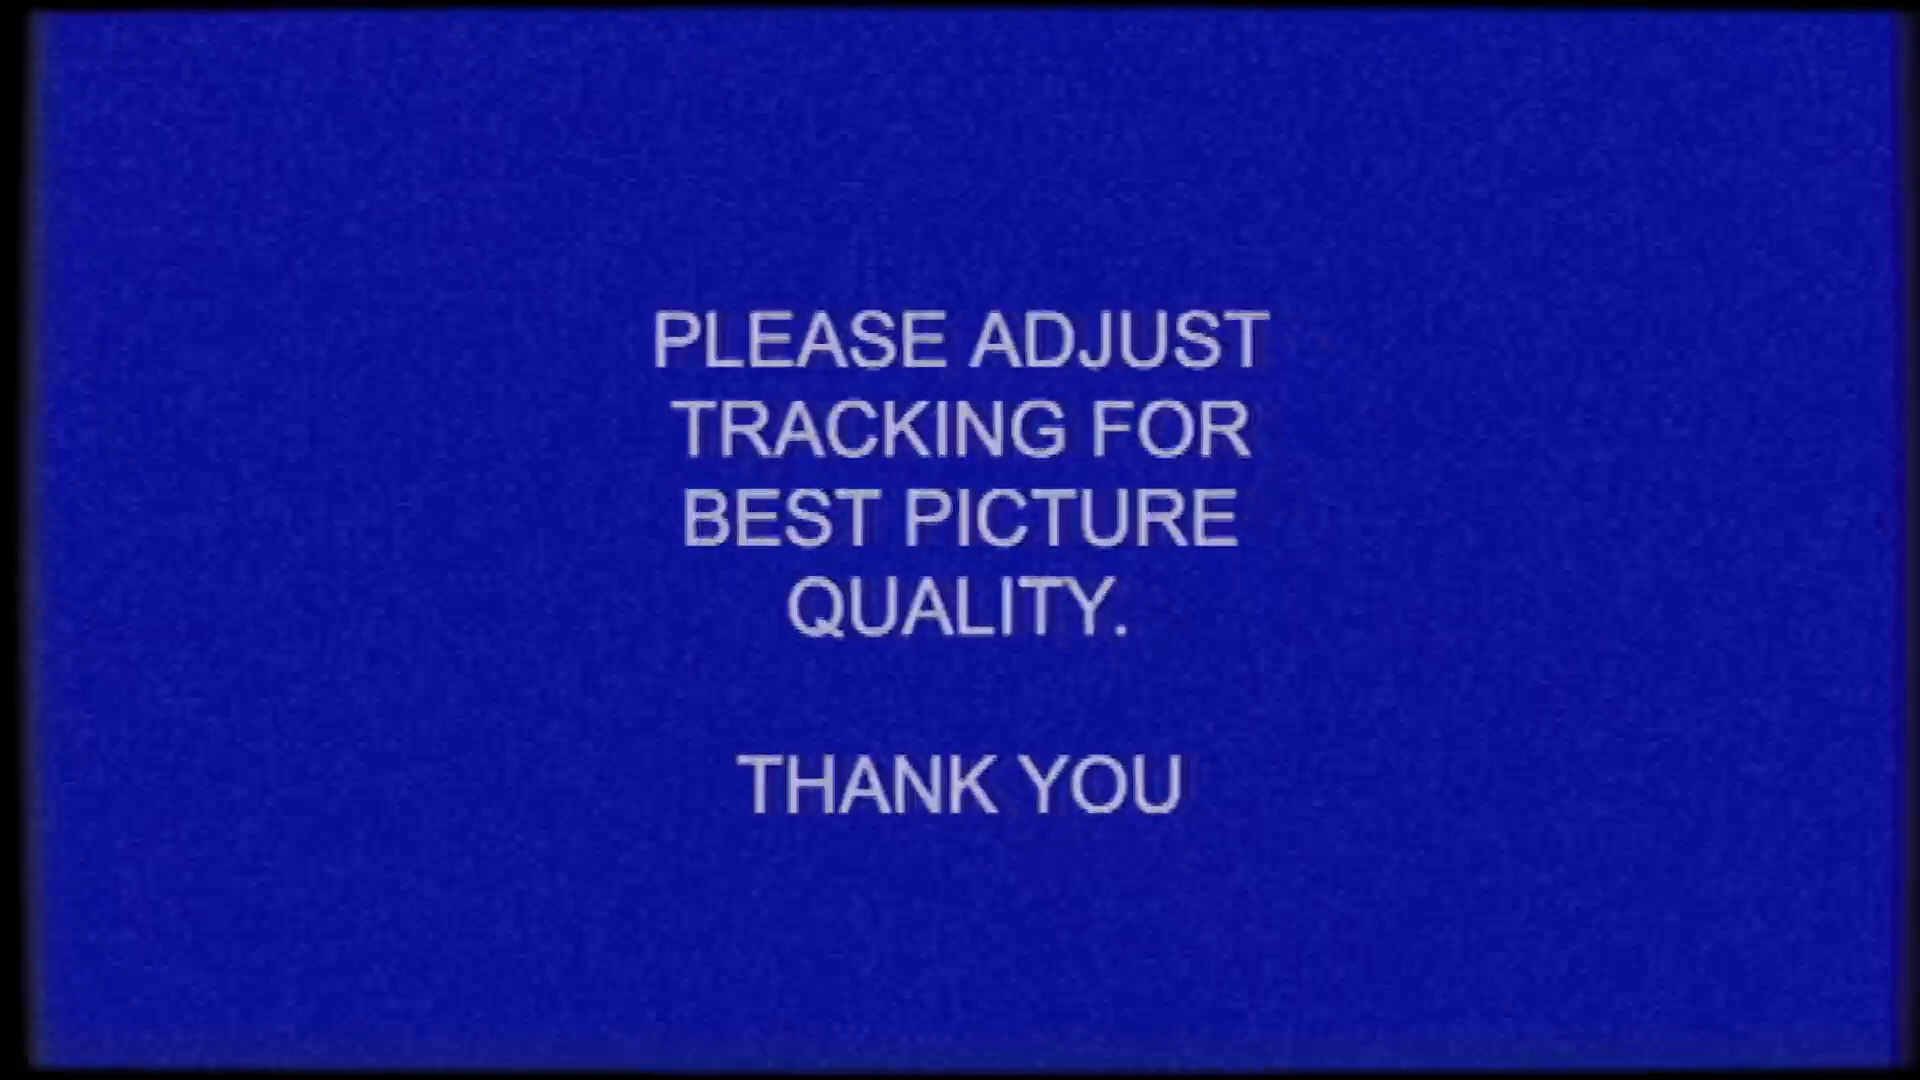 PLEASE ADJUST
TRACKING FOR
BEST PICTURE
QUALITY.
THANK YOU